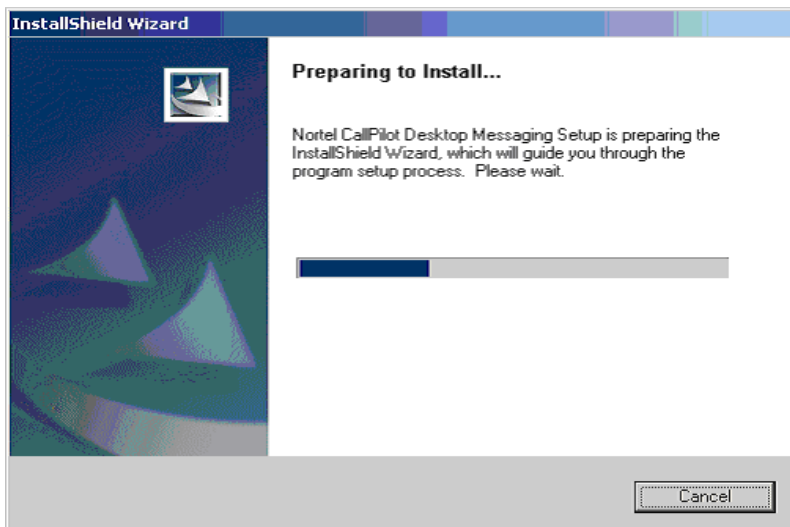 InstallShield Wizard
Preparing to Install...
Nortel CallPilot Desktop Messaging Setup is preparing the
InstallShield Wizard, which will guide you through the
program setup process.  Please wait.
Cancel